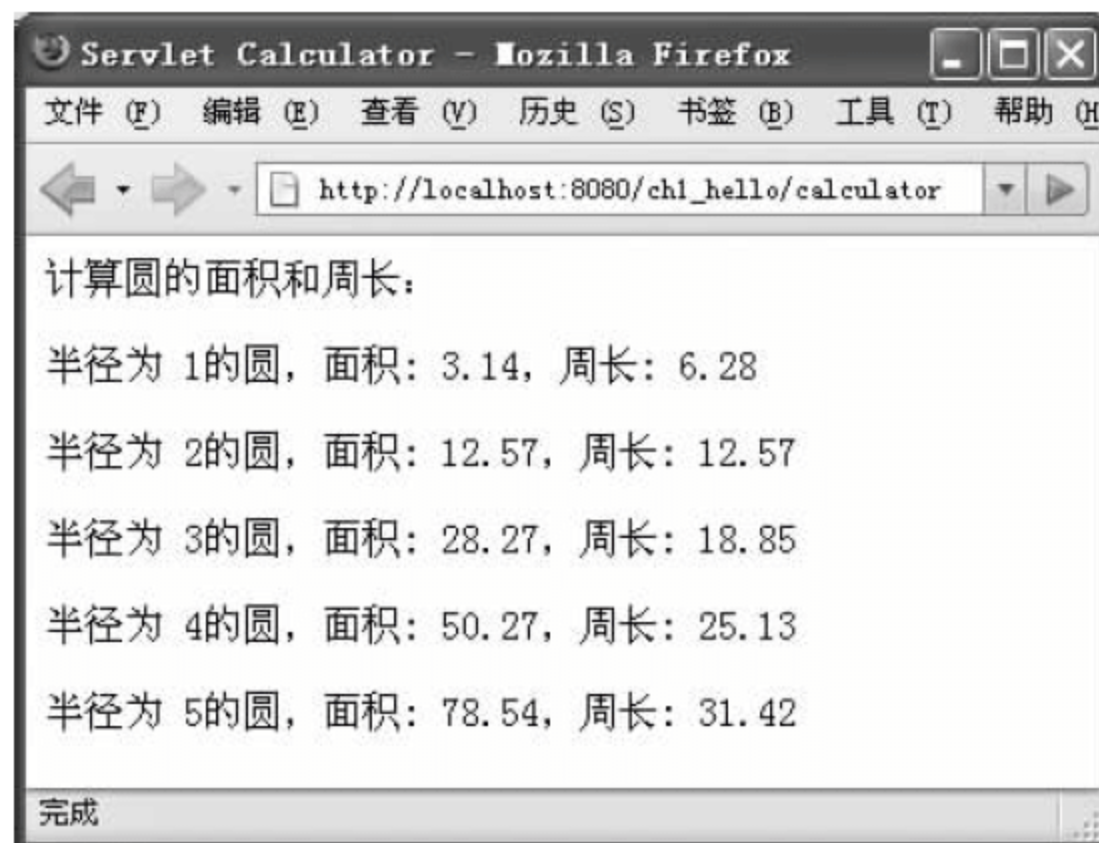 Servlet Calculator - Mozilla Firefox
文件 (F) 编辑 (E) 查看 (V) 历史 (S) 书签 (B) 工具 (T) 帮助 (H
http://localhost:8080/ch1_hello/calculator
计算圆的面积和周长：
半径为 1的圆，面积：3.14，周长：6.28
半径为 2的圆，面积：12.57，周长：12.57
半径为 3的圆，面积：28.27，周长：18.85
半径为 4的圆，面积：50.27，周长：25.13
半径为 5的圆，面积：78.54，周长：31.42
完成